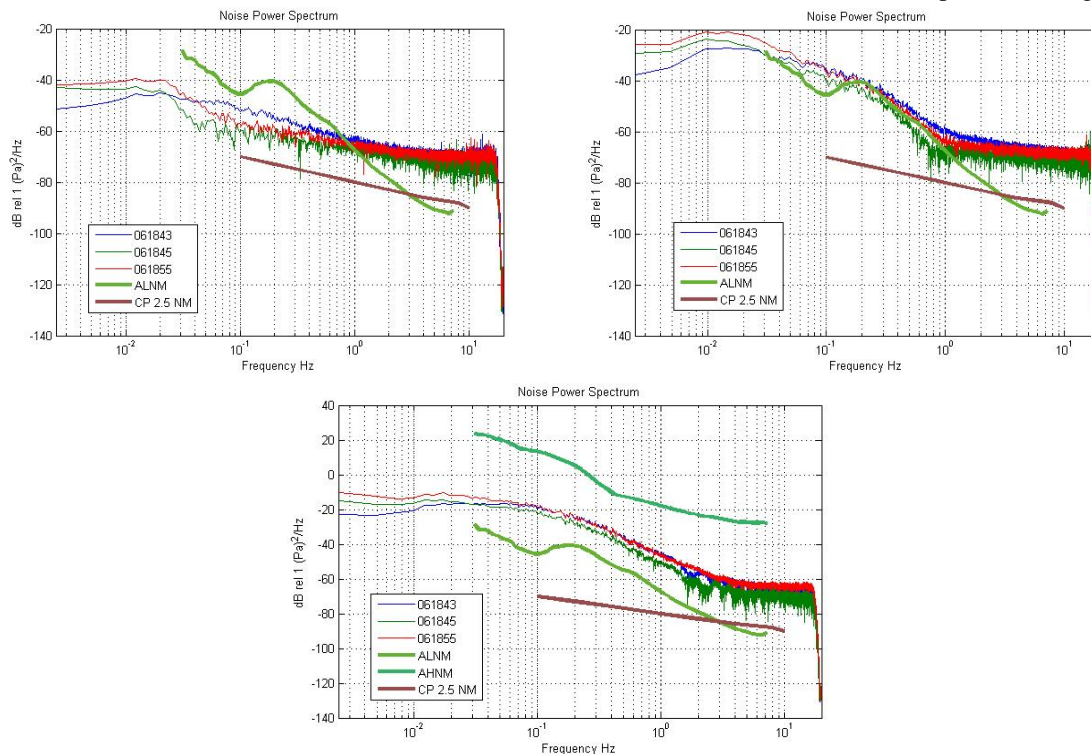 Noise Power Spectrum
-20
-40
-60
-80
-100
-120
-140
dB rel 1 (Pa)²/Hz
061843
061845
061855
ALNM
CP 2.5 NM
10⁻² 10⁻¹ 10⁰ 10¹
Frequency Hz
Noise Power Spectrum
-20
-40
-60
-80
-100
-120
-140
dB rel 1 (Pa)²/Hz
061843
061845
061855
ALNM
CP 2.5 NM
10⁻² 10⁻¹ 10⁰ 10¹
Frequency Hz
Noise Power Spectrum
40
20
0
-20
-40
-60
-80
-100
-120
-140
dB rel 1 (Pa)²/Hz
061843
061845
061855
ALNM
AHNM
CP 2.5 NM
10⁻² 10⁻¹ 10⁰ 10¹
Frequency Hz